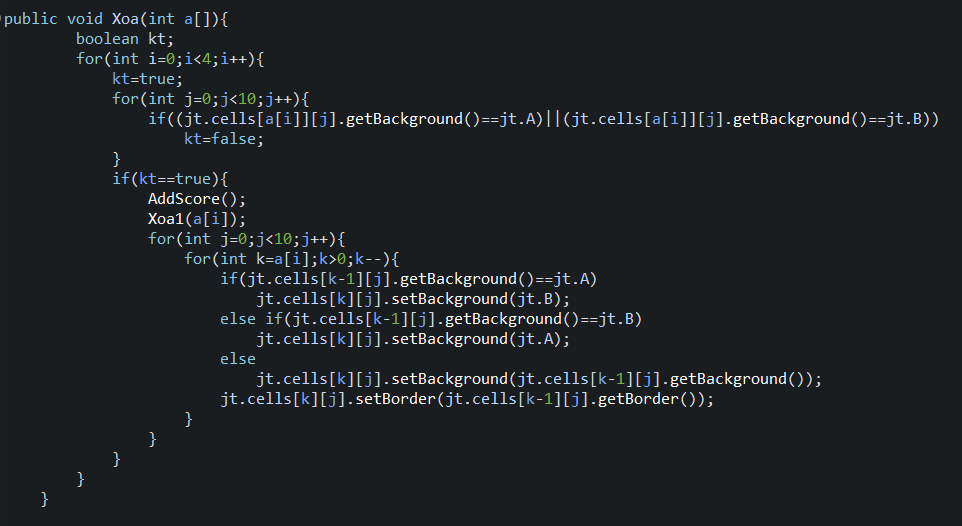 public void Xoa(int a[]){
        boolean kt;
        for(int i=0;i<4;i++){
            kt=true;
            for(int j=0;j<10;j++){
                if((jt.cells[a[i]][j].getBackground()==jt.A)||(jt.cells[a[i]][j].getBackground()==jt.B))
                    kt=false;
            }
            if(kt==true){
                AddScore();
                Xoa1(a[i]);
                for(int j=0;j<10;j++){
                    for(int k=a[i];k>0;k--){
                        if(jt.cells[k-1][j].getBackground()==jt.A)
                            jt.cells[k][j].setBackground(jt.B);
                        else if(jt.cells[k-1][j].getBackground()==jt.B)
                            jt.cells[k][j].setBackground(jt.A);
                        else
                            jt.cells[k][j].setBackground(jt.cells[k-1][j].getBackground());
                        jt.cells[k][j].setBorder(jt.cells[k-1][j].getBorder());
                    }
                }
            }
        }
    }